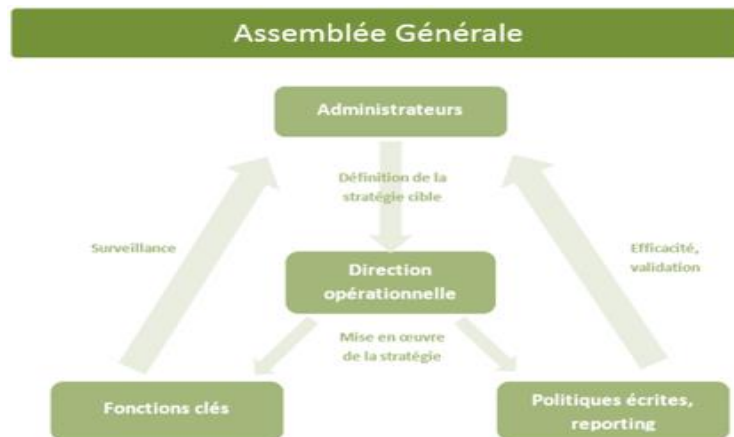 Assemblée Générale
Administrateurs
Définition de la
stratégie cible
Surveillance
Efficacité,
validation
Direction
opérationnelle
Mise en œuvre
de la stratégie
Fonctions clés
Politiques écrites,
reporting